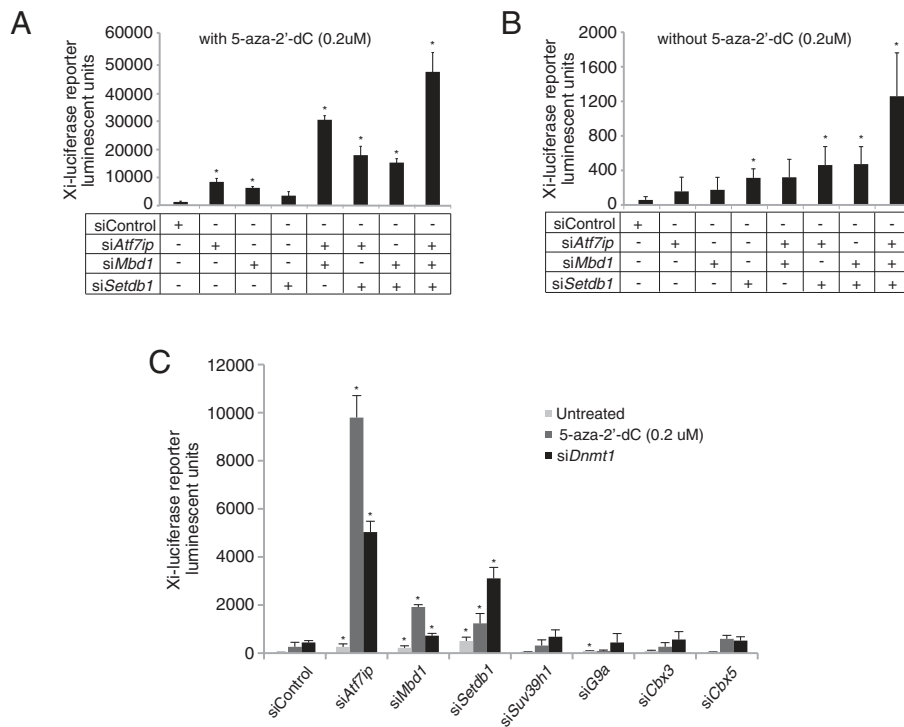 A
with 5-aza-2'-dC (0.2uM)
Xi-luciferase reporter
luminescent units
60000
50000
40000
30000
20000
10000
0
* * * * * *
siControl + - - - - - - -
siAtf7ip - + - - + + - +
siMbd1 - - + - + - + +
siSetdb1 - - - + - + + +
B
without 5-aza-2'-dC (0.2uM)
Xi-luciferase reporter
luminescent units
2000
1600
1200
800
400
0
* * * *
siControl + - - - - - - -
siAtf7ip - + - - + + - +
siMbd1 - - + - + - + +
siSetdb1 - - - + - + + +
C
Xi-luciferase reporter
luminescent units
12000
10000
8000
6000
4000
2000
0
Untreated
5-aza-2'-dC (0.2 uM)
siDnmt1
* * * * * * * * * *
siControl
siAtf7ip
siMbd1
siSetdb1
siSuv39h1
siG9a
siCbx3
siCbx5